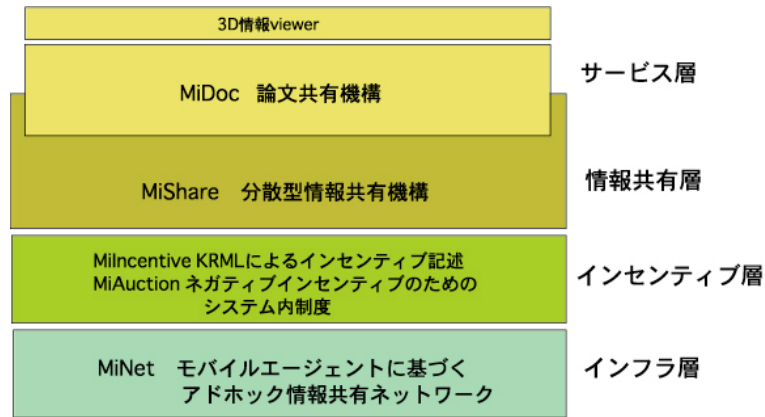 3D情報viewer
MiDoc 論文共有機構
サービス層
MiShare 分散型情報共有機構
情報共有層
MiIncentive KRMLによるインセンティブ記述
MiAuction ネガティブインセンティブのための
システム内制度
インセンティブ層
MiNet モバイルエージェントに基づく
アドホック情報共有ネットワーク
インフラ層